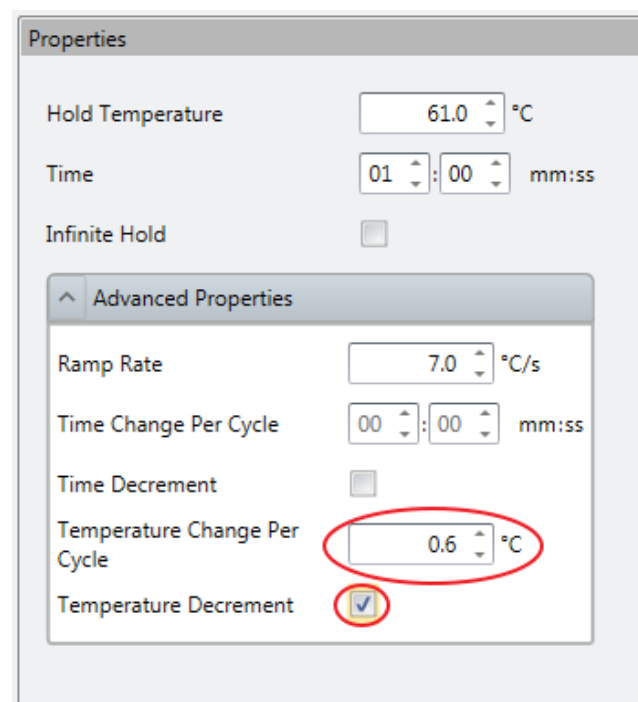 Properties
Hold Temperature 61.0 °C
Time 01 : 00 mm:ss
Infinite Hold
Advanced Properties
Ramp Rate 7.0 °C/s
Time Change Per Cycle 00 : 00 mm:ss
Time Decrement
Temperature Change Per
Cycle 0.6 °C
Temperature Decrement